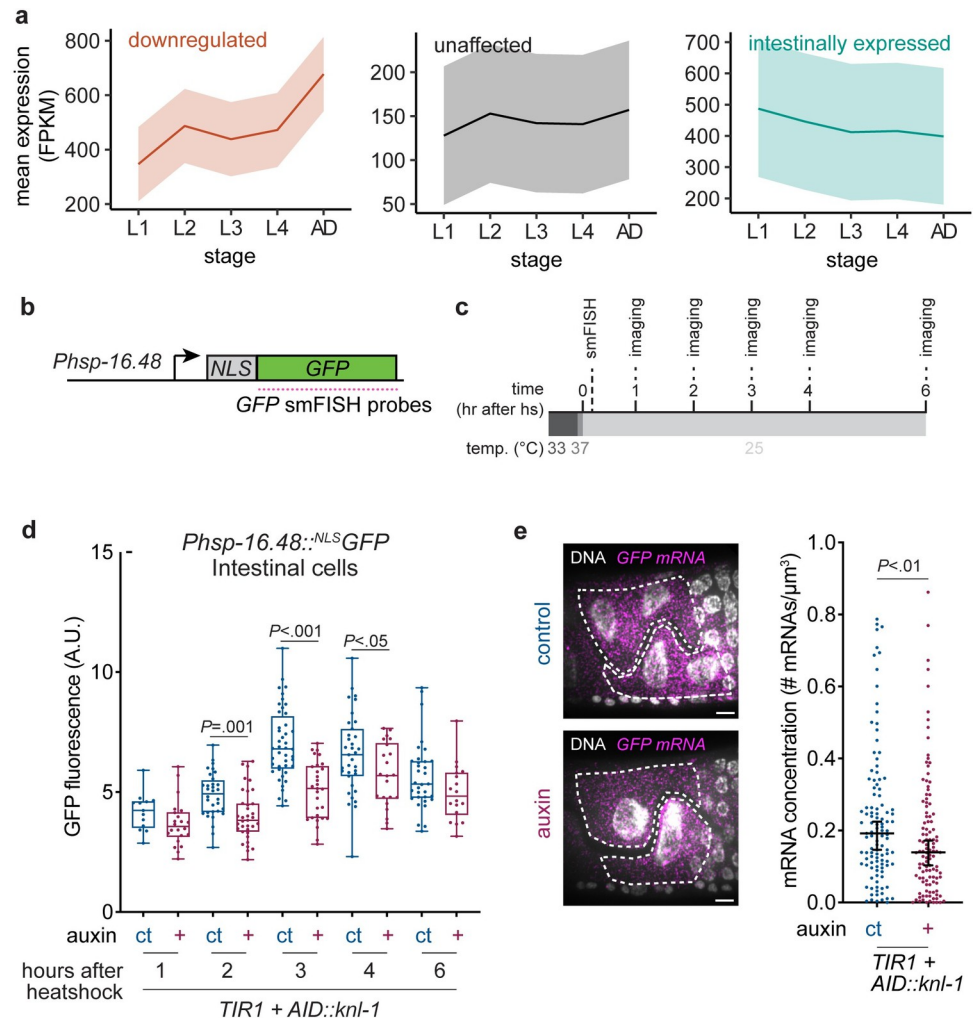 a
downregulated
unaffected
intestinally expressed
mean expression
(FPKM)
800
600
400
200
200
150
100
50
700
600
500
400
300
200
L1 L2 L3 L4 AD
L1 L2 L3 L4 AD
L1 L2 L3 L4 AD
stage
stage
stage
b
Phsp-16.48
NLS
GFP
GFP smFISH probes
c
smFISH
imaging
imaging
imaging
imaging
imaging
time
(hr after hs)
0 1 2 3 4 6
temp. (°C) 33 37 25
d
Phsp-16.48::NLSGFP
Intestinal cells
GFP fluorescence (A.U.)
15
10
5
0
P=.001
P<.001
P<.05
auxin ct + ct + ct + ct + ct +
hours after
heatshock
1 2 3 4 6
TIR1 + AID::knl-1
e
DNA GFP mRNA
control
DNA GFP mRNA
auxin
mRNA concentration (# mRNAs/μm³)
1.0
0.8
0.6
0.4
0.2
0.0
P<.01
auxin ct +
TIR1 +
AID::knl-1